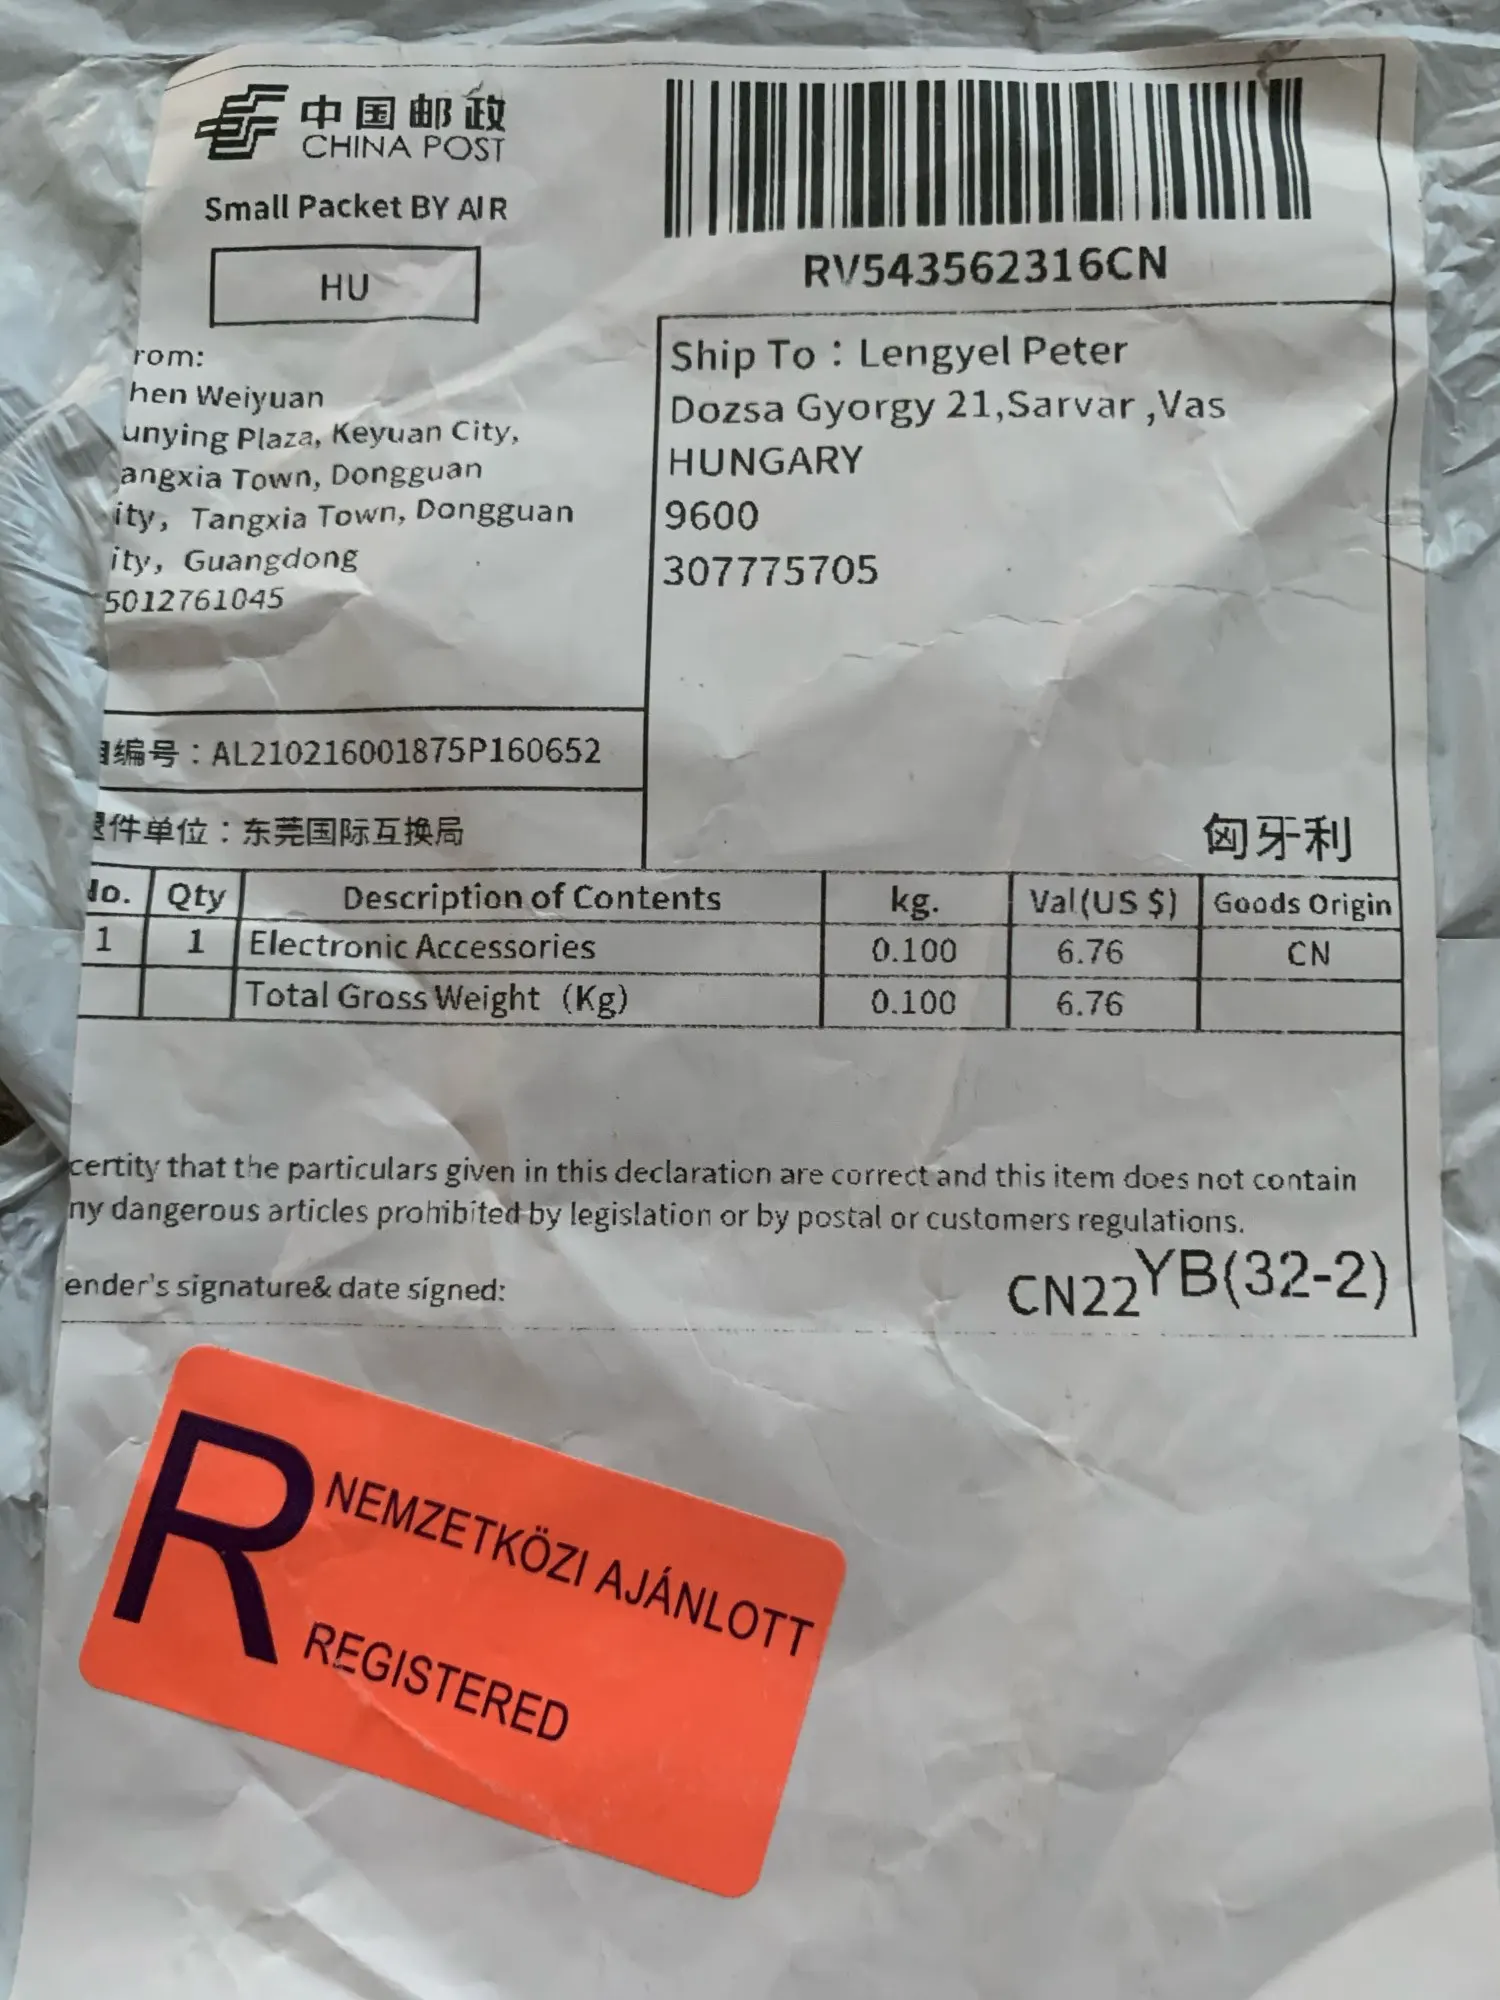 中国邮政
CHINA POST
Small Packet BY AIR
HU
RV543562316CN
rom:
hen Weiyuan
unying Plaza, Keyuan City,
angxia Town, Dongguan
ity, Tangxia Town, Dongguan
ity, Guangdong
5012761045
Ship To：Lengyel Peter
Dozsa Gyorgy 21,Sarvar ,Vas
HUNGARY
9600
307775705
编号：AL210216001875P160652
件单位：东莞国际互换局
匈牙利
No. Qty Description of Contents kg. Val(US $) Goods Origin
1 1 Electronic Accessories 0.100 6.76 CN
Total Gross Weight（Kg） 0.100 6.76
certity that the particulars given in this declaration are correct and this item does not contain
ny dangerous articles prohibited by legislation or by postal or customers regulations.
ender's signature& date signed:
CN22 YB(32-2)
R
NEMZETKÖZI AJÁNLOTT
REGISTERED